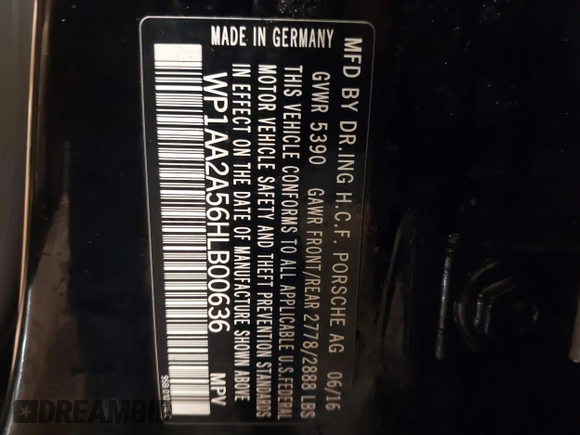 MFD BY DR.ING H.C.F. PORSCHE AG 06/16
GVWR 5390 GAWR FRONT/REAR 2778/2888 LBS
THIS VEHICLE CONFORMS TO ALL APPLICABLE U.S.FEDERAL
MOTOR VEHICLE SAFETY AND THEFT PREVENTION STANDARDS
IN EFFECT ON THE DATE OF MANUFACTURE SHOWN ABOVE
WP1AA2A56HLB00636 MPV
MADE IN GERMANY
DREAMBID